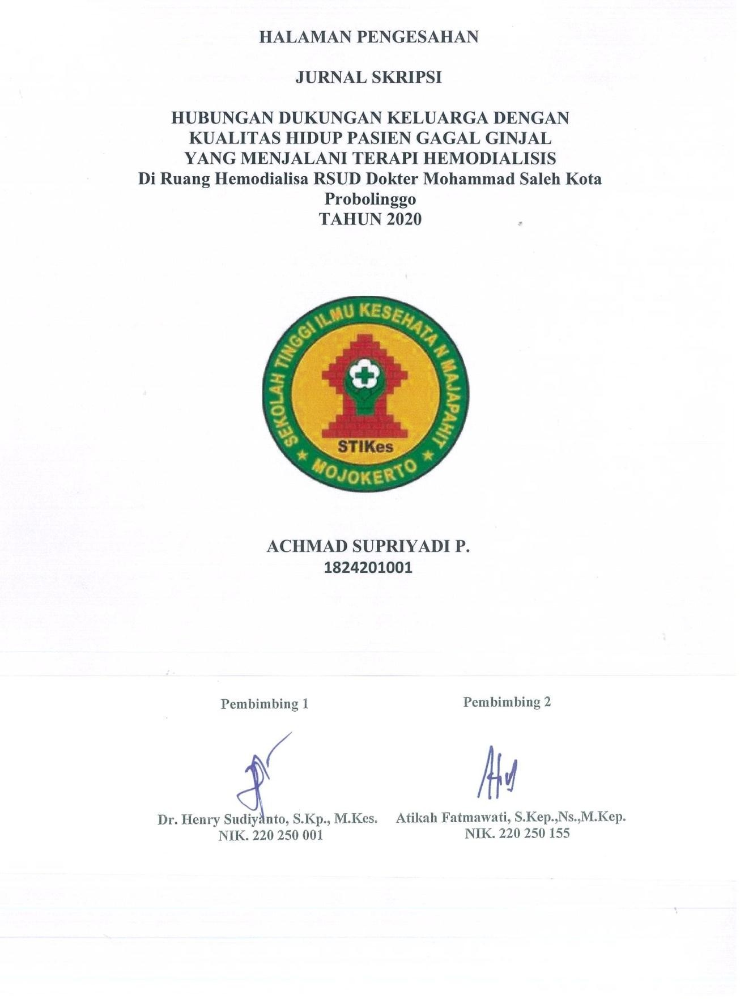 HALAMAN PENGESAHAN
JURNAL SKRIPSI
HUBUNGAN DUKUNGAN KELUARGA DENGAN
KUALITAS HIDUP PASIEN GAGAL GINJAL
YANG MENJALANI TERAPI HEMODIALISIS
Di Ruang Hemodialisa RSUD Dokter Mohammad Saleh Kota
Probolinggo
TAHUN 2020
SEKOLAH TINGGI ILMU KESEHATA N MAJAPAHIT
STIKes
MOJOKERTO
ACHMAD SUPRIYADI P.
1824201001
Pembimbing 1 Pembimbing 2
Dr. Henry Sudiyanto, S.Kp., M.Kes. Atikah Fatmawati, S.Kep.,Ns.,M.Kep.
NIK. 220 250 001 NIK. 220 250 155